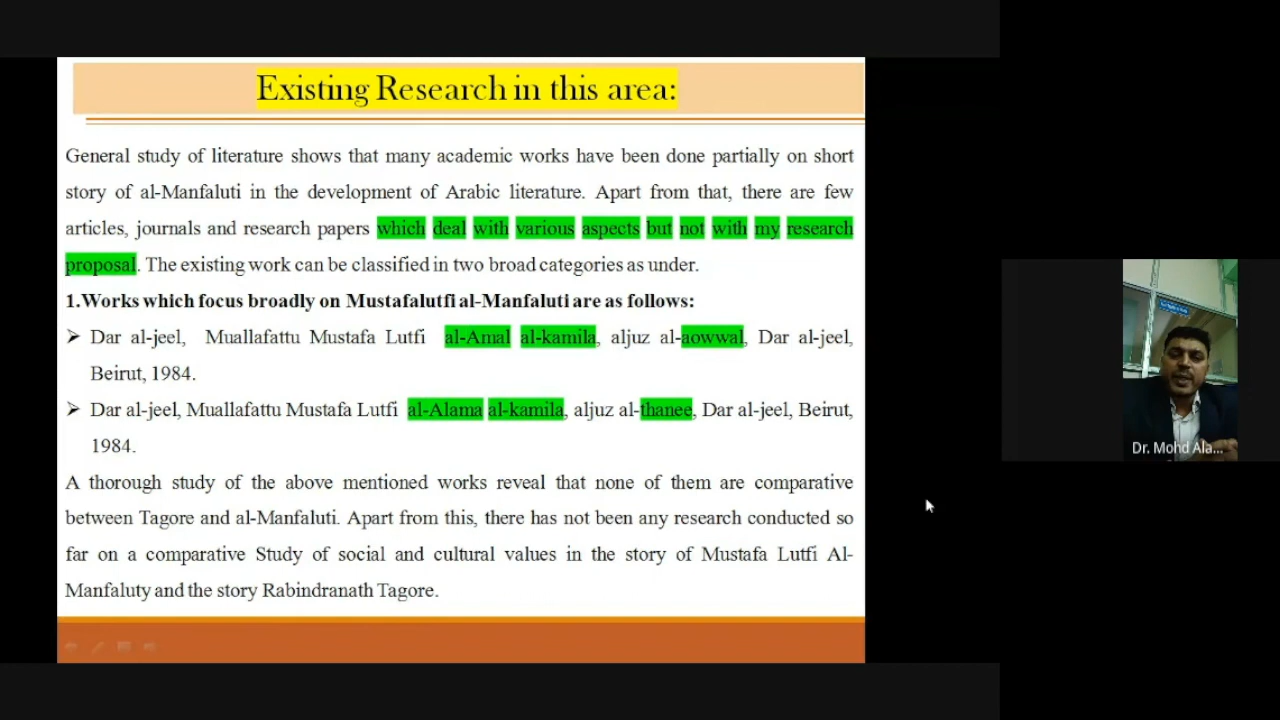 Existing Research in this area:
General study of literature shows that many academic works have been done partially on short
story of al-Manfaluti in the development of Arabic literature. Apart from that, there are few
articles, journals and research papers which deal with various aspects but not with my research
proposal. The existing work can be classified in two broad categories as under.
1.Works which focus broadly on Mustafalutfi al-Manfaluti are as follows:
➢ Dar al-jeel, Muallafattu Mustafa Lutfi al-Amal al-kamila, aljuz al-aowwal, Dar al-jeel,
Beirut, 1984.
➢ Dar al-jeel, Muallafattu Mustafa Lutfi al-Alama al-kamila, aljuz al-thanee, Dar al-jeel, Beirut,
1984.
A thorough study of the above mentioned works reveal that none of them are comparative
between Tagore and al-Manfaluti. Apart from this, there has not been any research conducted so
far on a comparative Study of social and cultural values in the story of Mustafa Lutfi Al-
Manfaluty and the story Rabindranath Tagore.
Dr. Mohd Ala...